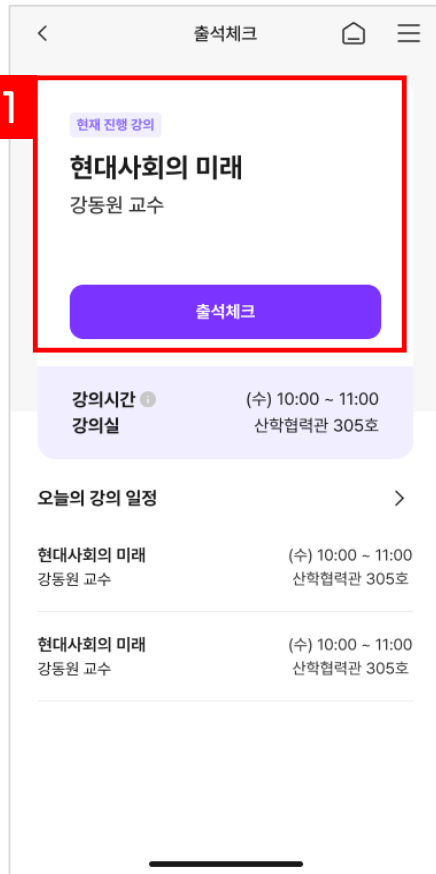 출석체크
1
현재 진행 강의
현대사회의 미래
강동원 교수
출석체크
강의시간 (수) 10:00 ~ 11:00
강의실 산학협력관 305호
오늘의 강의 일정
현대사회의 미래 (수) 10:00 ~ 11:00
강동원 교수 산학협력관 305호
현대사회의 미래 (수) 10:00 ~ 11:00
강동원 교수 산학협력관 305호